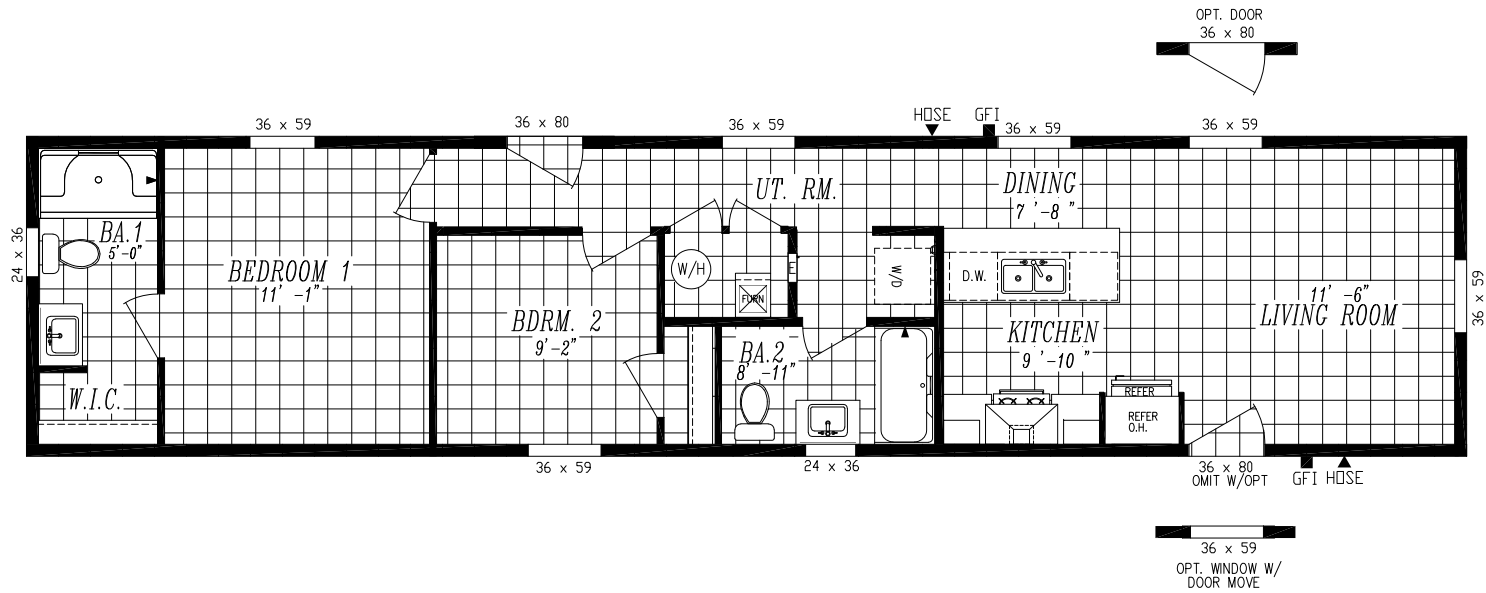 OPT. DOOR
36 x 80
HOSE
GFI
36 x 59
36 x 80
36 x 59
36 x 59
36 x 59
UT. RM.
DINING
7'-8"
24 x 36
BA.1
5'-0"
BEDROOM 1
11'-1"
W/H
E
W/D
D.W.
FURN
11'-6"
LIVING ROOM
36 x 59
BDRM. 2
9'-2"
BA.2
8'-11"
KITCHEN
9'-10"
W.I.C.
REFER
REFER
O.H.
36 x 59
24 x 36
36 x 80
OMIT W/OPT
GFI HOSE
36 x 59
OPT. WINDOW W/
DOOR MOVE